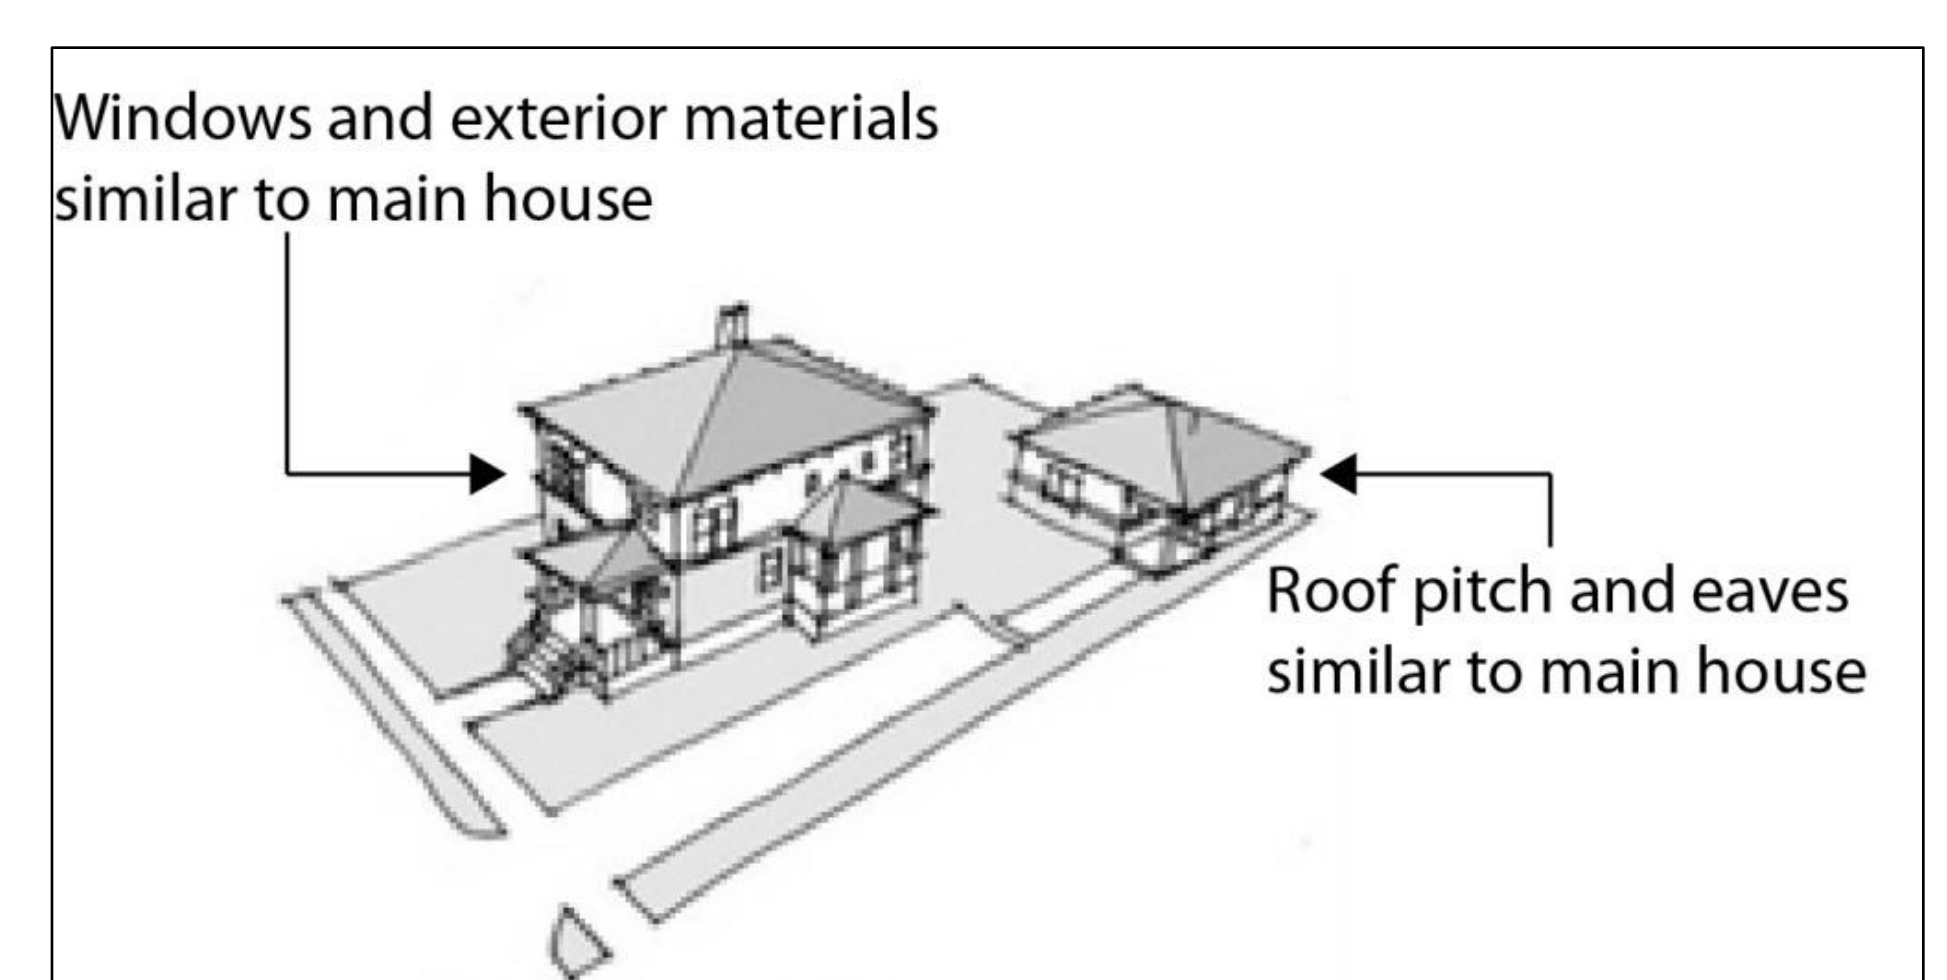 Windows and exterior materials
similar to main house
Roof pitch and eaves
similar to main house